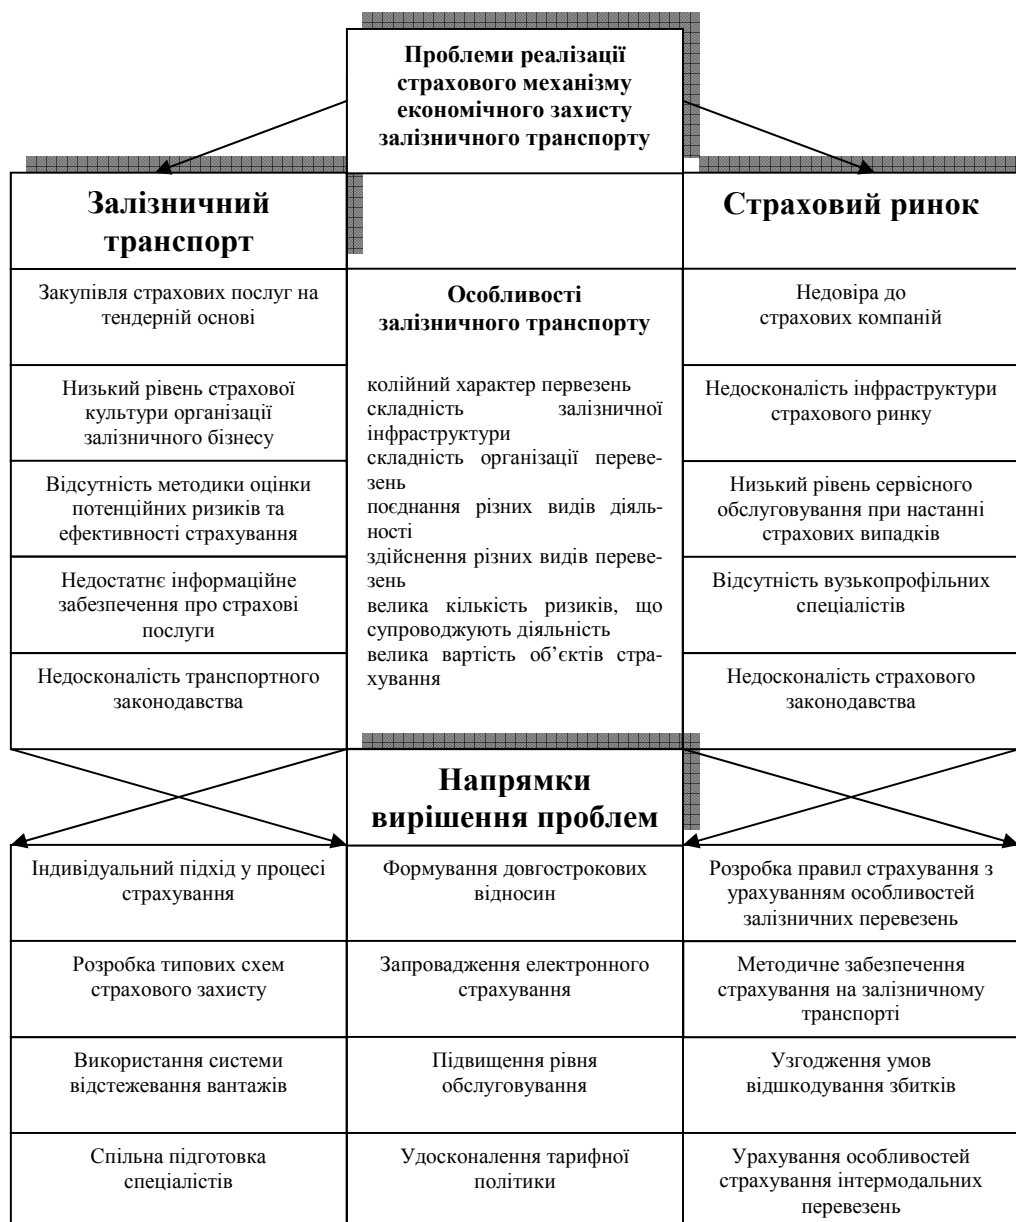 Проблеми реалізації
страхового механізму
економічного захисту
залізничного транспорту
Залізничний
транспорт
Страховий ринок
Закупівля страхових послуг на
тендерній основі
Низький рівень страхової
культури організації
залізничного бізнесу
Відсутність методики оцінки
потенційних ризиків та
ефективності страхування
Недостатнє інформаційне
забезпечення про страхові
послуги
Недосконалість транспортного
законодавства
Особливості
залізничного транспорту
колійний характер первезень
складність залізничної
інфраструктури
складність організації переве-
зень
поєднання різних видів діяль-
ності
здійснення різних видів переве-
зень
велика кількість ризиків, що
супроводжують діяльність
велика вартість об’єктів стра-
хування
Недовіра до
страхових компаній
Недосконалість інфраструктури
страхового ринку
Низький рівень сервісного
обслуговування при настанні
страхових випадків
Відсутність вузькопрофільних
спеціалістів
Недосконалість страхового
законодавства
Напрямки
вирішення проблем
Індивідуальний підхід у процесі
страхування
Формування довгострокових
відносин
Розробка правил страхування з
урахуванням особливостей
залізничних перевезень
Розробка типових схем
страхового захисту
Запровадження електронного
страхування
Методичне забезпечення
страхування на залізничному
транспорті
Використання системи
відстежевання вантажів
Підвищення рівня
обслуговування
Узгодження умов
відшкодування збитків
Спільна підготовка
спеціалістів
Удосконалення тарифної
політики
Урахування особливостей
страхування інтермодальних
перевезень